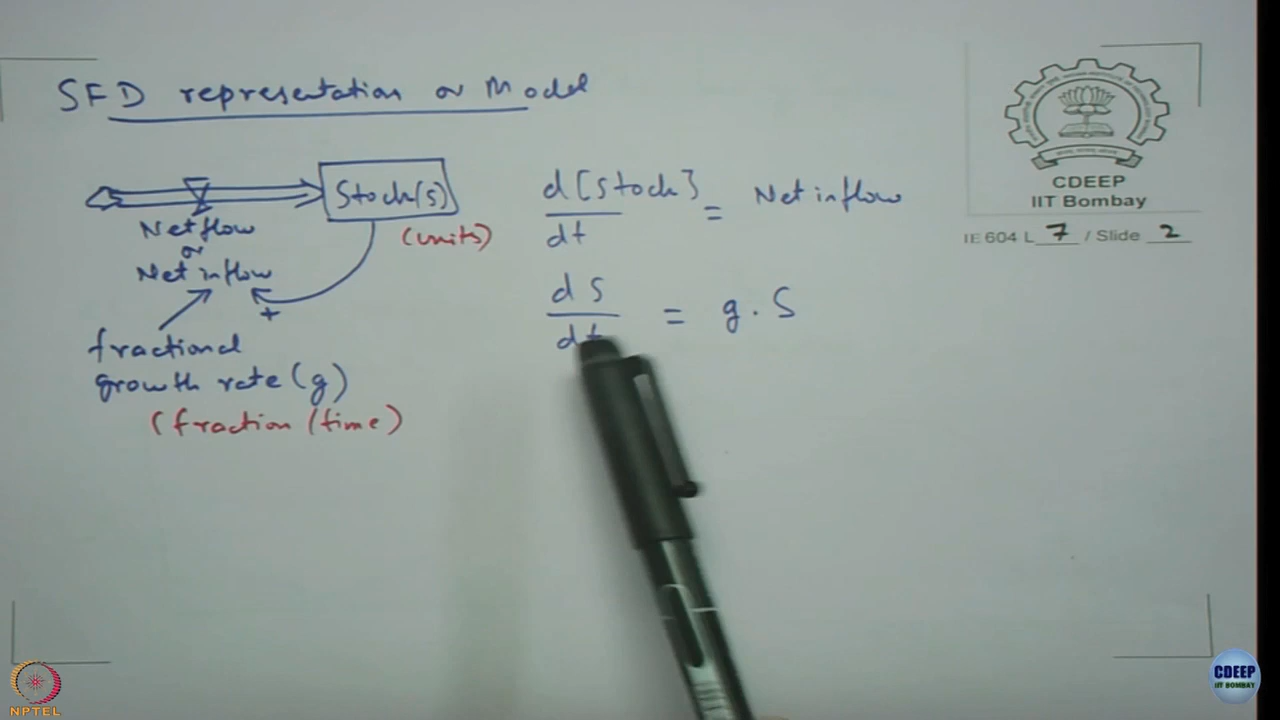 SFD representation or Model
Stock(s)
(units)
Net flow
or
Net inflow
+
fractional
growth rate (g)
(fraction/time)
d[Stock]
dt
= Net inflow
dS
dt
= g.S
CDEEP
IIT Bombay
IE 604 L 7 / Slide 2
NPTEL
CDEEP
IIT BOMBAY